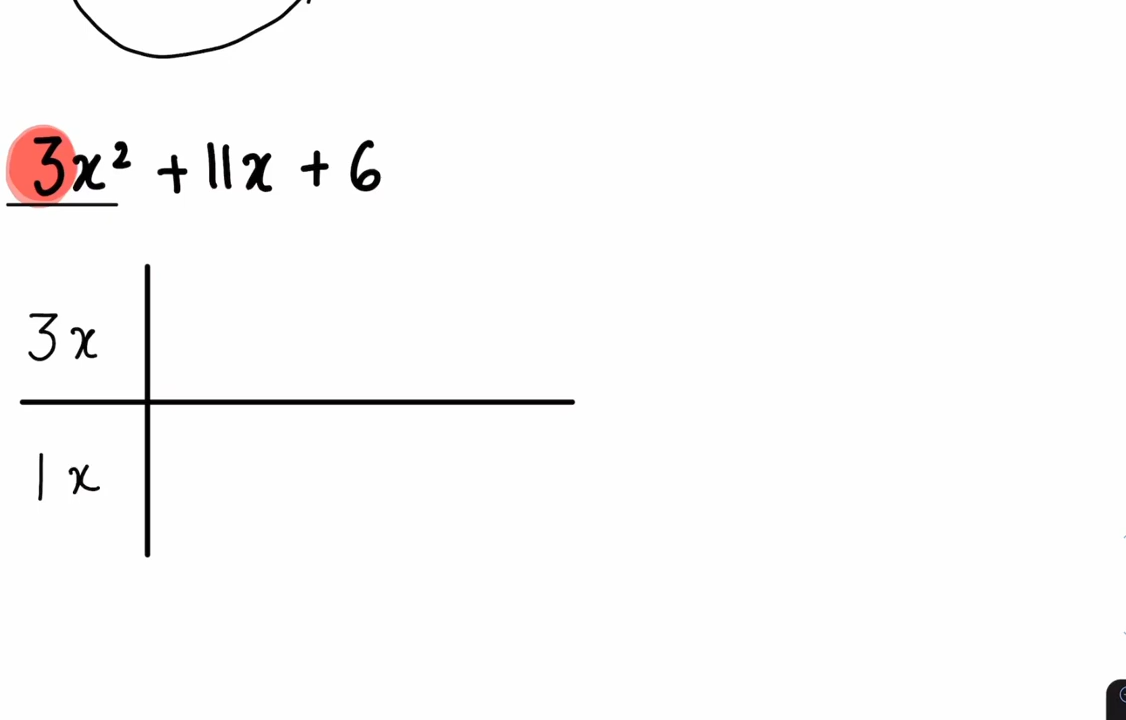 3x² + 11x + 6
3x
1x